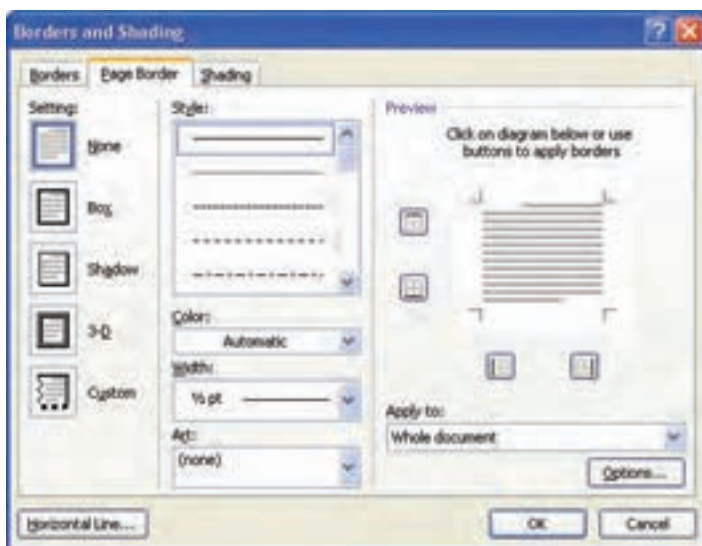 Borders and Shading
Borders Page Border Shading
Setting:
None
Box
Shadow
3-D
Custom
Style:
Color:
Automatic
Width:
½ pt
Art:
(none)
Preview
Click on diagram below or use
buttons to apply borders
Apply to:
Whole document
Options...
Horizontal Line...
OK
Cancel